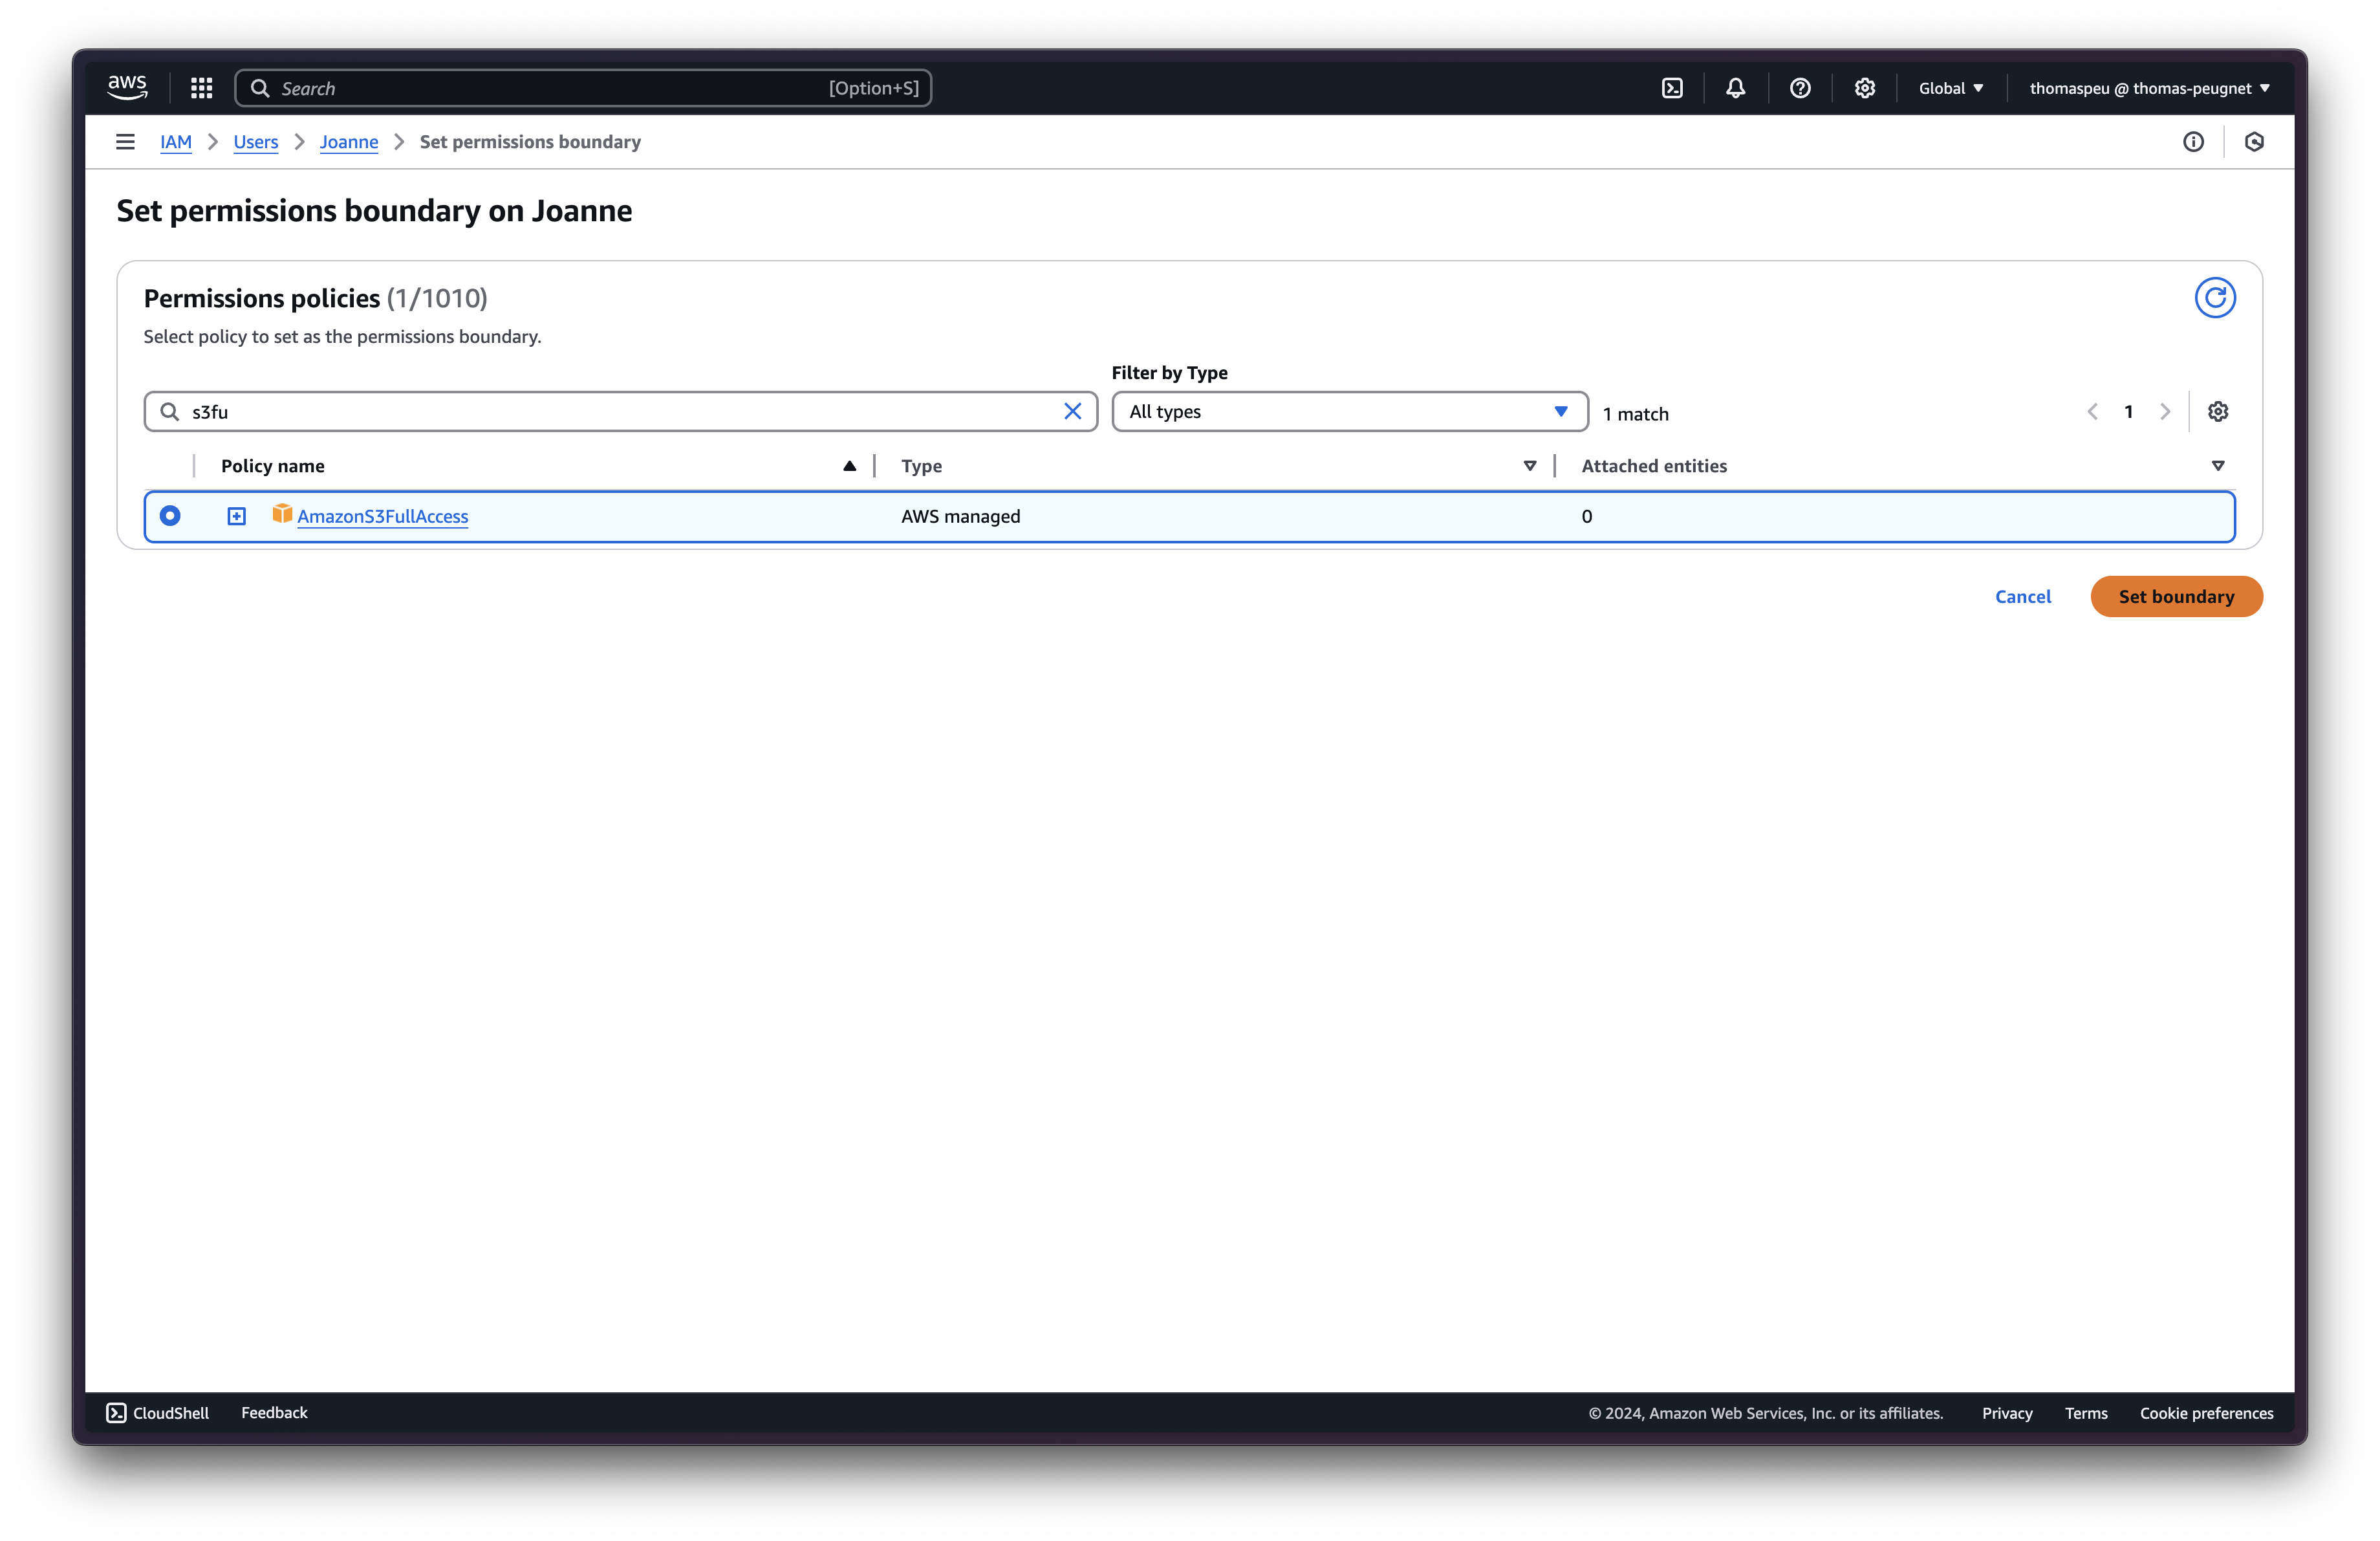 aws Search [Option+S] Global thomaspeu @ thomas-peugnet
IAM Users Joanne Set permissions boundary
Set permissions boundary on Joanne
Permissions policies (1/1010)
Select policy to set as the permissions boundary.
Filter by Type
s3fu All types 1 match 1
Policy name Type Attached entities
AmazonS3FullAccess AWS managed 0
Cancel Set boundary
CloudShell Feedback © 2024, Amazon Web Services, Inc. or its affiliates. Privacy Terms Cookie preferences